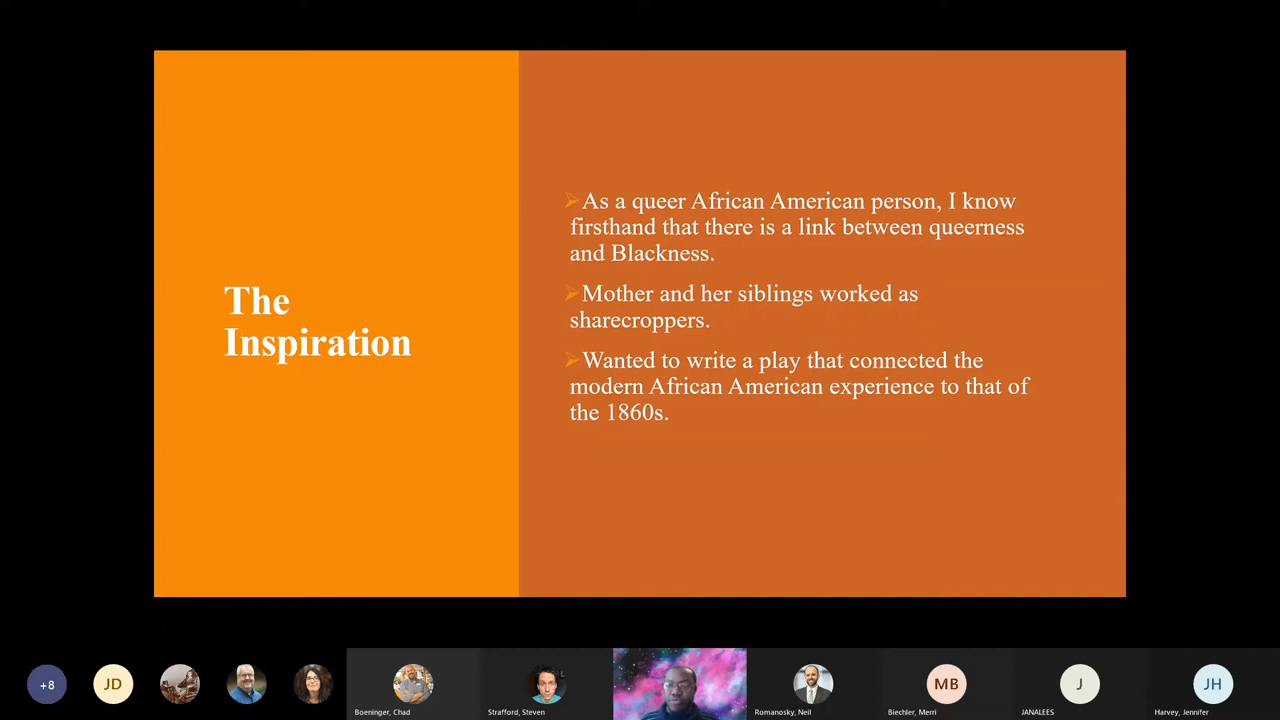 The
Inspiration
➢As a queer African American person, I know
firsthand that there is a link between queerness
and Blackness.
➢Mother and her siblings worked as
sharecroppers.
➢Wanted to write a play that connected the
modern African American experience to that of
the 1860s.
+8
JD
MB
J
JH
Boeninger, Chad
Strafford, Steven
Romanosky, Neil
Biechler, Merri
JANALEES
Harvey, Jennifer